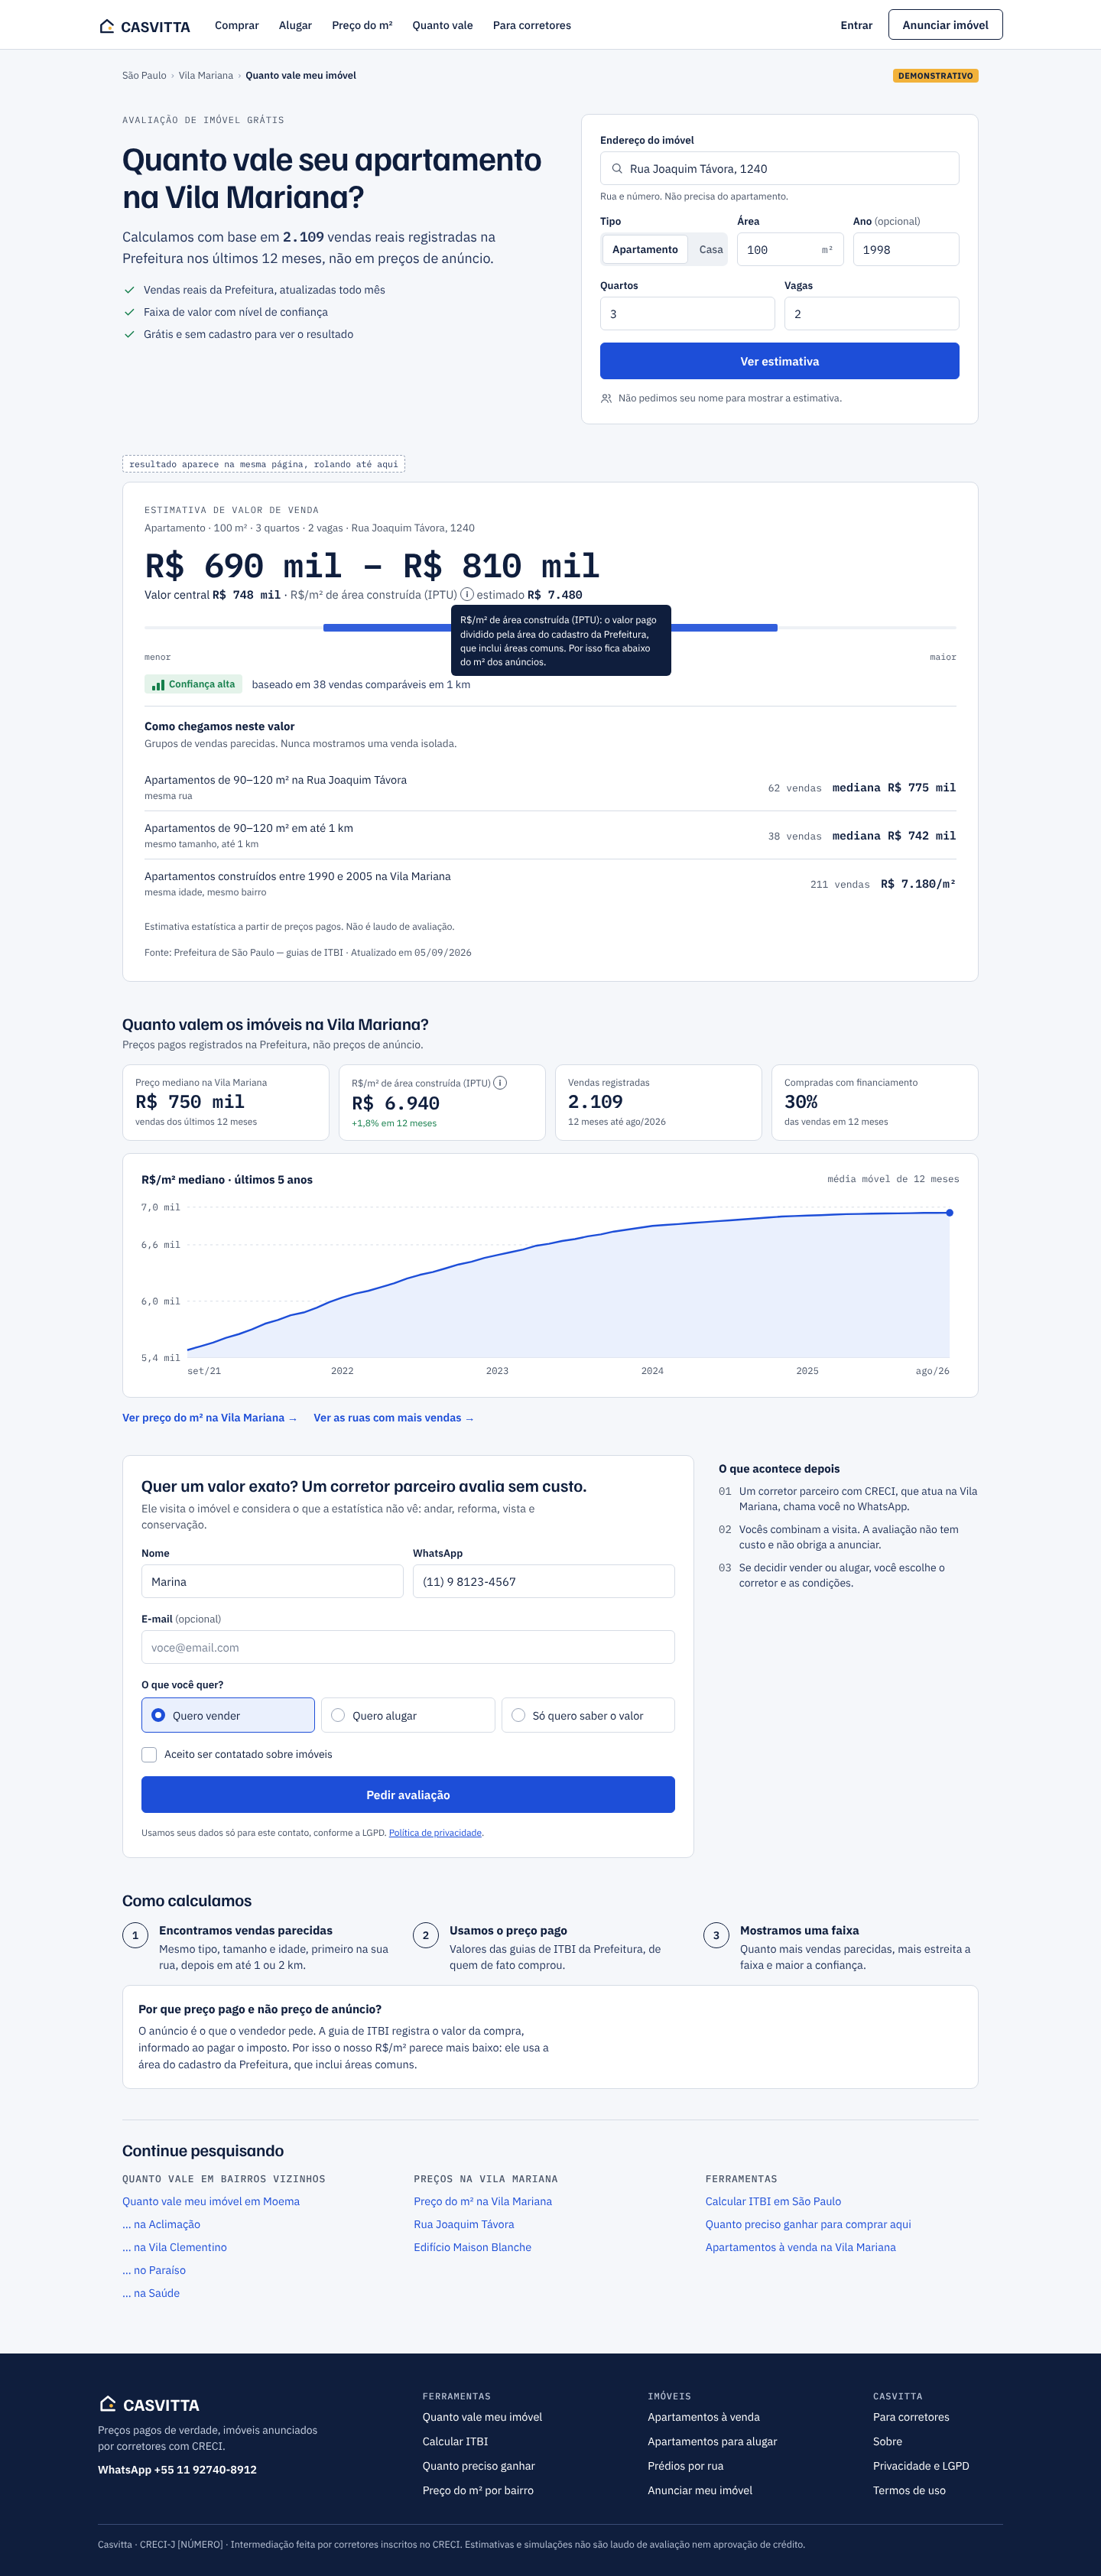 CASVITTA
Comprar
Alugar
Preço do m²
Quanto vale
Para corretores
Entrar
Anunciar imóvel
São Paulo › Vila Mariana › Quanto vale meu imóvel
DEMONSTRATIVO
AVALIAÇÃO DE IMÓVEL GRÁTIS
Quanto vale seu apartamento
na Vila Mariana?
Calculamos com base em 2.109 vendas reais registradas na
Prefeitura nos últimos 12 meses, não em preços de anúncio.
Vendas reais da Prefeitura, atualizadas todo mês
Faixa de valor com nível de confiança
Grátis e sem cadastro para ver o resultado
Endereço do imóvel
Rua Joaquim Távora, 1240
Rua e número. Não precisa do apartamento.
Tipo
Área
Ano (opcional)
Apartamento
Casa
100
m²
1998
Quartos
Vagas
3
2
Ver estimativa
Não pedimos seu nome para mostrar a estimativa.
resultado aparece na mesma página, rolando até aqui
ESTIMATIVA DE VALOR DE VENDA
Apartamento · 100 m² · 3 quartos · 2 vagas · Rua Joaquim Távora, 1240
R$ 690 mil – R$ 810 mil
Valor central R$ 748 mil · R$/m² de área construída (IPTU) i estimado R$ 7.480
R$/m² de área construída (IPTU): o valor pago
dividido pela área do cadastro da Prefeitura,
que inclui áreas comuns. Por isso fica abaixo
do m² dos anúncios.
menor
maior
Confiança alta
baseado em 38 vendas comparáveis em 1 km
Como chegamos neste valor
Grupos de vendas parecidas. Nunca mostramos uma venda isolada.
Apartamentos de 90–120 m² na Rua Joaquim Távora
mesma rua
62 vendas mediana R$ 775 mil
Apartamentos de 90–120 m² em até 1 km
mesmo tamanho, até 1 km
38 vendas mediana R$ 742 mil
Apartamentos construídos entre 1990 e 2005 na Vila Mariana
mesma idade, mesmo bairro
211 vendas R$ 7.180/m²
Estimativa estatística a partir de preços pagos. Não é laudo de avaliação.
Fonte: Prefeitura de São Paulo — guias de ITBI · Atualizado em 05/09/2026
Quanto valem os imóveis na Vila Mariana?
Preços pagos registrados na Prefeitura, não preços de anúncio.
Preço mediano na Vila Mariana
R$ 750 mil
vendas dos últimos 12 meses
R$/m² de área construída (IPTU) i
R$ 6.940
+1,8% em 12 meses
Vendas registradas
2.109
12 meses até ago/2026
Compradas com financiamento
30%
das vendas em 12 meses
R$/m² mediano · últimos 5 anos
média móvel de 12 meses
7,0 mil
6,6 mil
6,0 mil
5,4 mil
set/21
2022
2023
2024
2025
ago/26
Ver preço do m² na Vila Mariana →
Ver as ruas com mais vendas →
Quer um valor exato? Um corretor parceiro avalia sem custo.
Ele visita o imóvel e considera o que a estatística não vê: andar, reforma, vista e
conservação.
Nome
WhatsApp
Marina
(11) 9 8123-4567
E-mail (opcional)
voce@email.com
O que você quer?
Quero vender
Quero alugar
Só quero saber o valor
Aceito ser contatado sobre imóveis
Pedir avaliação
Usamos seus dados só para este contato, conforme a LGPD. Política de privacidade.
O que acontece depois
01 Um corretor parceiro com CRECI, que atua na Vila
Mariana, chama você no WhatsApp.
02 Vocês combinam a visita. A avaliação não tem
custo e não obriga a anunciar.
03 Se decidir vender ou alugar, você escolhe o
corretor e as condições.
Como calculamos
1
Encontramos vendas parecidas
Mesmo tipo, tamanho e idade, primeiro na sua
rua, depois em até 1 ou 2 km.
2
Usamos o preço pago
Valores das guias de ITBI da Prefeitura, de
quem de fato comprou.
3
Mostramos uma faixa
Quanto mais vendas parecidas, mais estreita a
faixa e maior a confiança.
Por que preço pago e não preço de anúncio?
O anúncio é o que o vendedor pede. A guia de ITBI registra o valor da compra,
informado ao pagar o imposto. Por isso o nosso R$/m² parece mais baixo: ele usa a
área do cadastro da Prefeitura, que inclui áreas comuns.
Continue pesquisando
QUANTO VALE EM BAIRROS VIZINHOS
Quanto vale meu imóvel em Moema
... na Aclimação
... na Vila Clementino
... no Paraíso
... na Saúde
PREÇOS NA VILA MARIANA
Preço do m² na Vila Mariana
Rua Joaquim Távora
Edifício Maison Blanche
FERRAMENTAS
Calcular ITBI em São Paulo
Quanto preciso ganhar para comprar aqui
Apartamentos à venda na Vila Mariana
CASVITTA
Preços pagos de verdade, imóveis anunciados
por corretores com CRECI.
WhatsApp +55 11 92740-8912
FERRAMENTAS
Quanto vale meu imóvel
Calcular ITBI
Quanto preciso ganhar
Preço do m² por bairro
IMÓVEIS
Apartamentos à venda
Apartamentos para alugar
Prédios por rua
Anunciar meu imóvel
CASVITTA
Para corretores
Sobre
Privacidade e LGPD
Termos de uso
Casvitta · CRECI-J [NÚMERO] · Intermediação feita por corretores inscritos no CRECI. Estimativas e simulações não são laudo de avaliação nem aprovação de crédito.